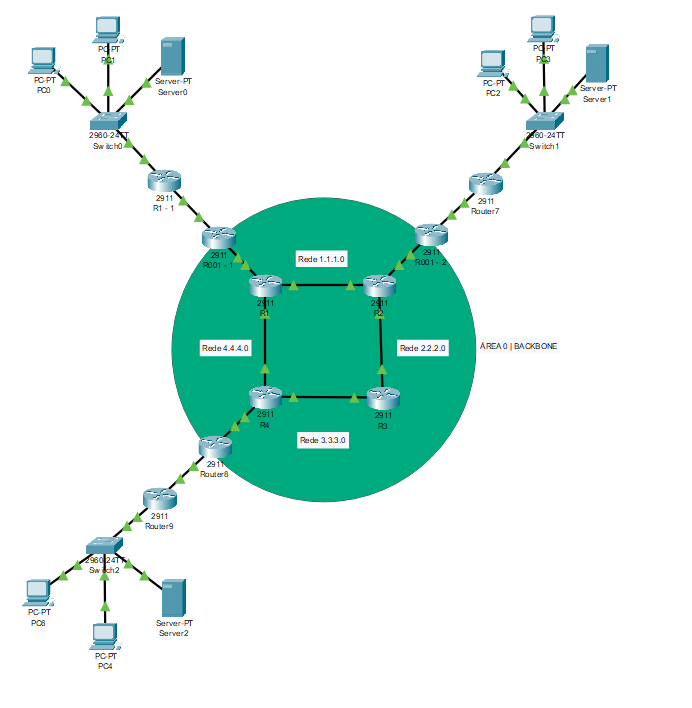 PC-PT
PC1
PC-PT
PC0
Server-PT
Server0
2960-24TT
Switch0
2911
R1 - 1
PC-PT
PC3
PC-PT
PC2
Server-PT
Server1
2960-24TT
Switch1
2911
Router7
2911
R001 - 1
2911
R001 - 2
Rede 1.1.1.0
2911
R1
2911
R2
Rede 4.4.4.0
Rede 2.2.2.0
ÁREA 0 | BACKBONE
2911
R4
2911
R3
Rede 3.3.3.0
2911
Router8
2911
Router9
2960-24TT
Switch2
PC-PT
PC6
Server-PT
Server2
PC-PT
PC4